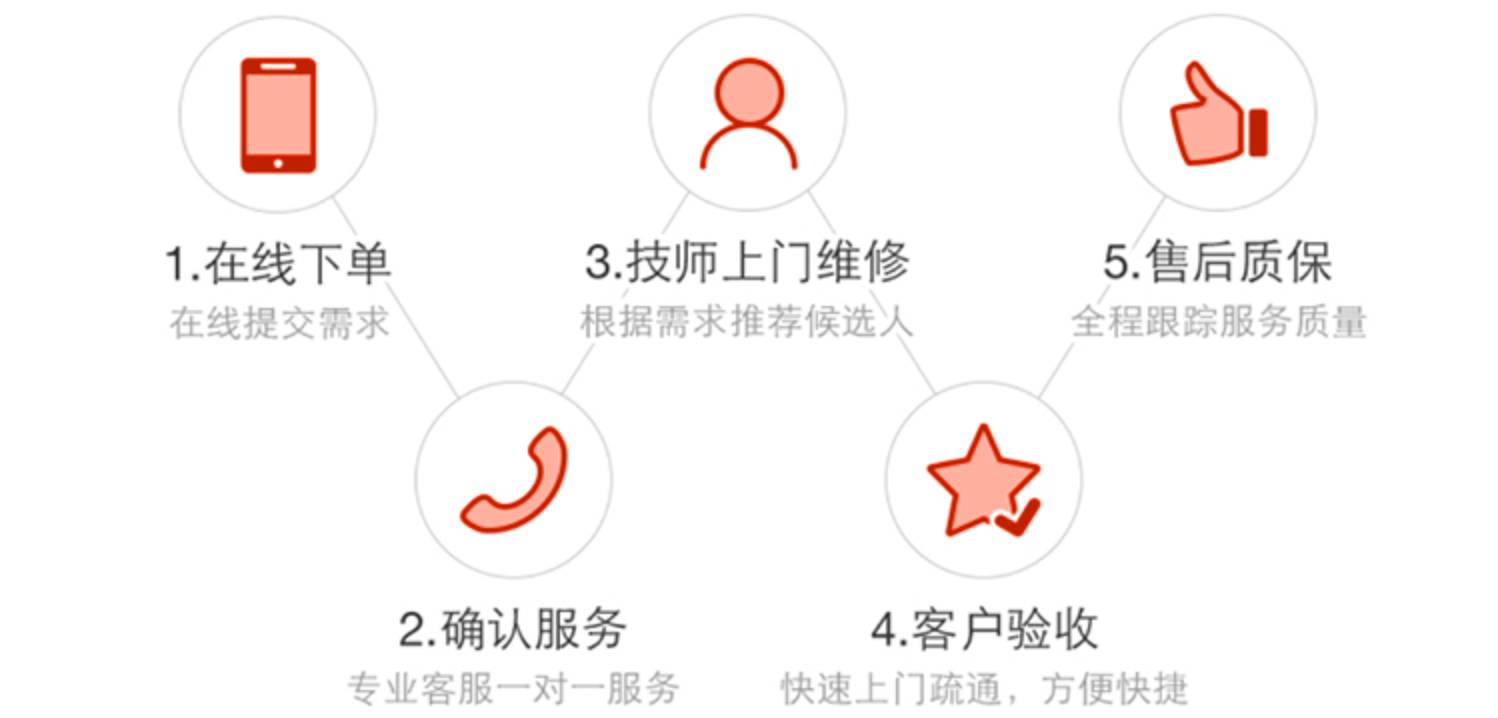 1.在线下单
在线提交需求
2.确认服务
专业客服一对一服务
3.技师上门维修
根据需求推荐候选人
4.客户验收
快速上门疏通，方便快捷
5.售后质保
全程跟踪服务质量